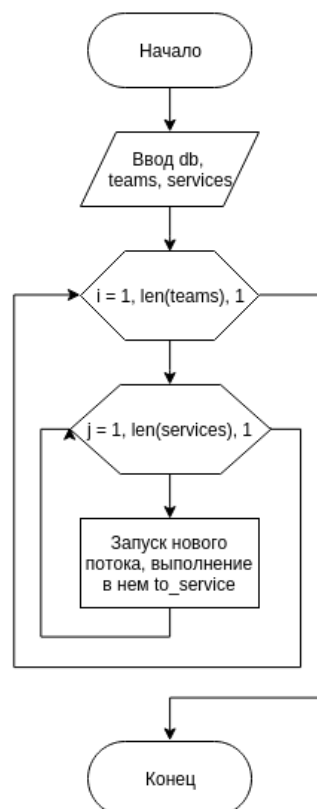 Начало
Ввод db,
teams, services
i = 1, len(teams), 1
j = 1, len(services), 1
Запуск нового
потока, выполнение
в нем to_service
Конец